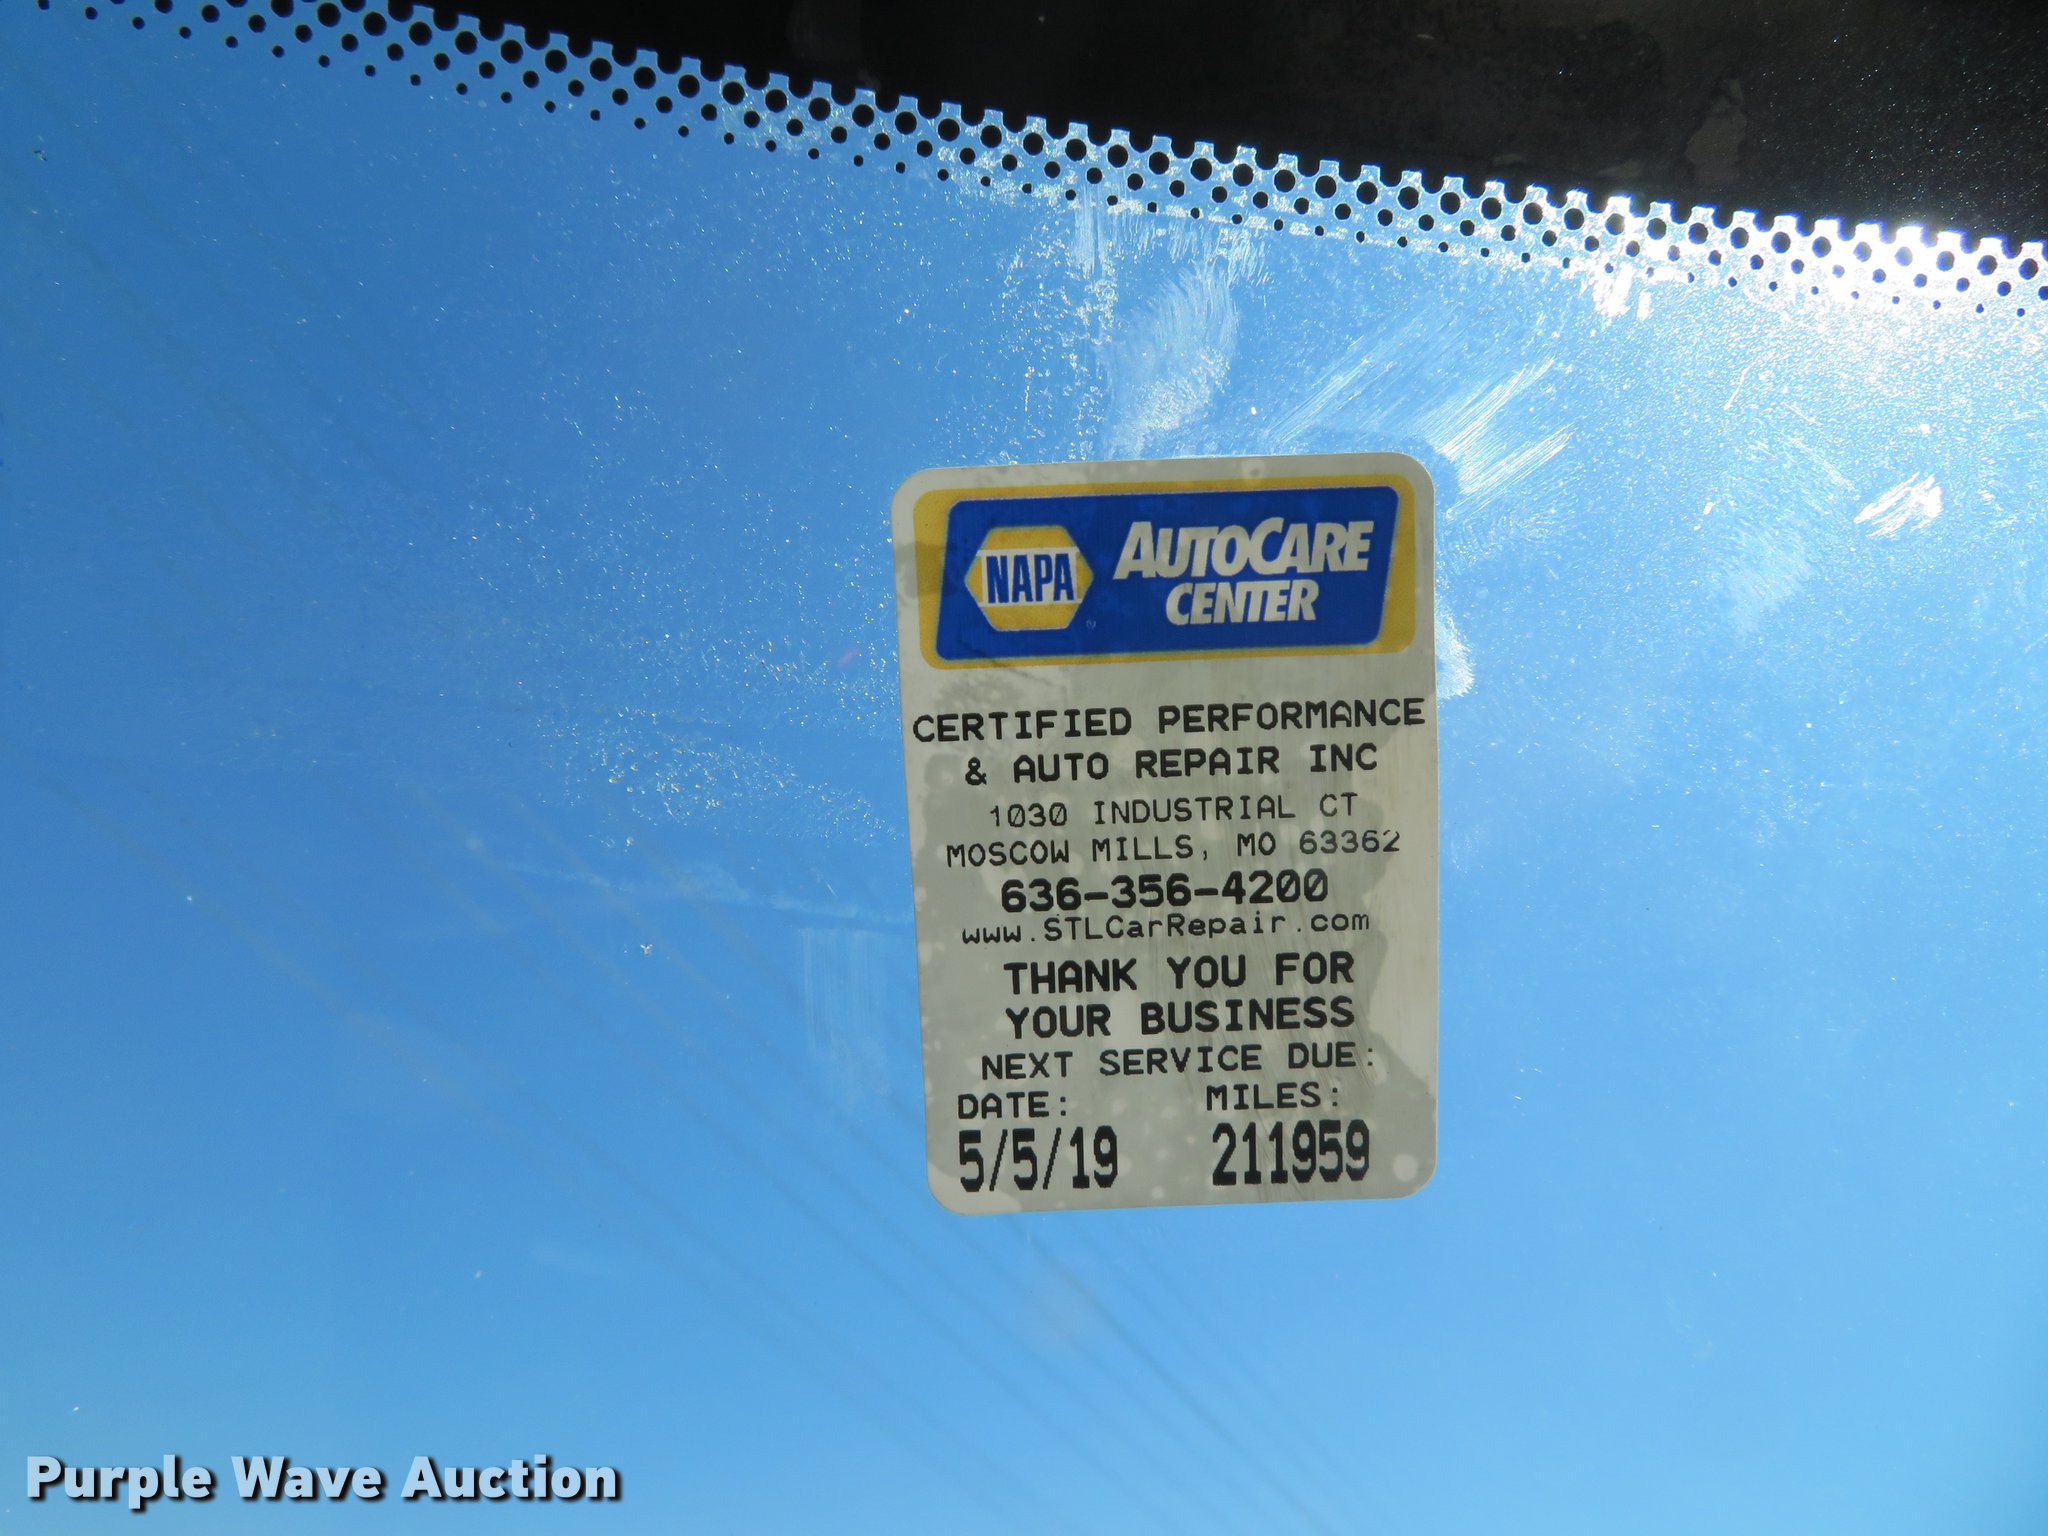 NAPA AUTOCARE
CENTER
CERTIFIED PERFORMANCE
& AUTO REPAIR INC
1030 INDUSTRIAL CT
MOSCOW MILLS, MO 63362
636-356-4200
www.STLCarRepair.com
THANK YOU FOR
YOUR BUSINESS
NEXT SERVICE DUE:
DATE: MILES:
5/5/19 211959
Purple Wave Auction